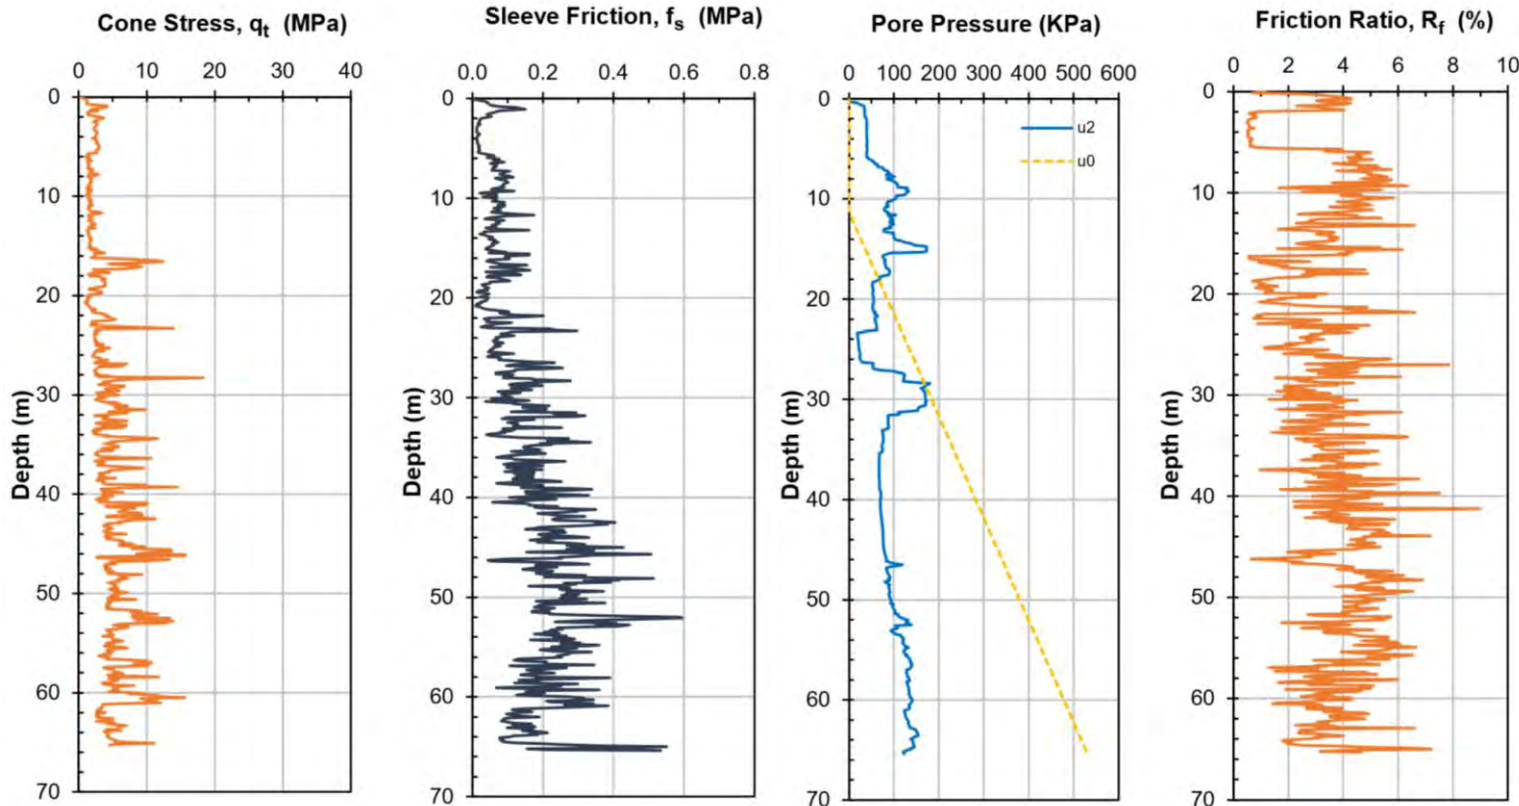 Cone Stress, qt (MPa)
0 10 20 30 40
0
10
20
30
40
50
60
70
Depth (m)
Sleeve Friction, fs (MPa)
0.0 0.2 0.4 0.6 0.8
0
10
20
30
40
50
60
70
Depth (m)
Pore Pressure (KPa)
0 100 200 300 400 500 600
0
10
20
30
40
50
60
70
Depth (m)
u2
u0
Friction Ratio, Rf (%)
0 2 4 6 8 10
0
10
20
30
40
50
60
70
Depth (m)